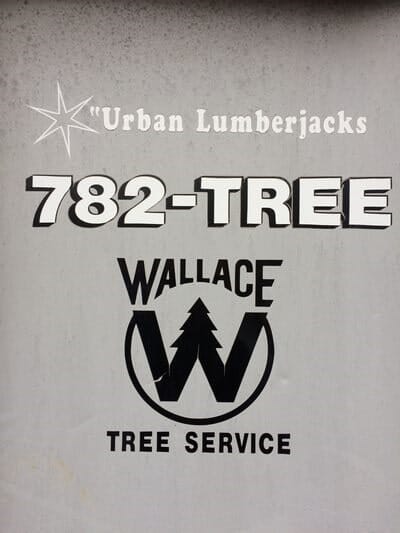 "Urban Lumberjacks
782-TREE
WALLACE
W
TREE SERVICE